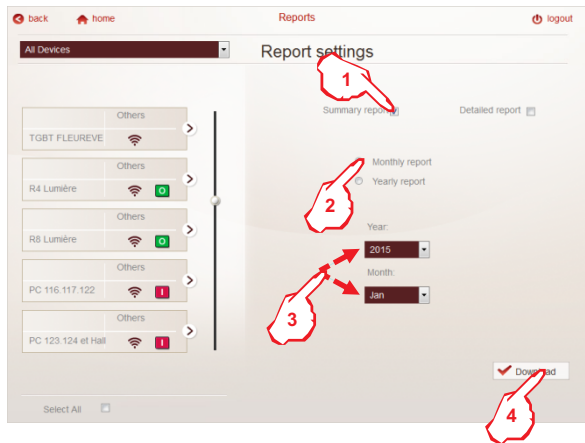 back
home
Reports
logout
All Devices
Report settings
1
Summary report
Detailed report
Others
TGBT FLEUREVE
Others
R4 Lumière
O
Others
R8 Lumière
O
Others
PC 116.117.122
I
Others
PC 123.124 et Hall
I
Monthly report
Yearly report
2
Year:
2015
Month:
Jan
3
Download
4
Select All